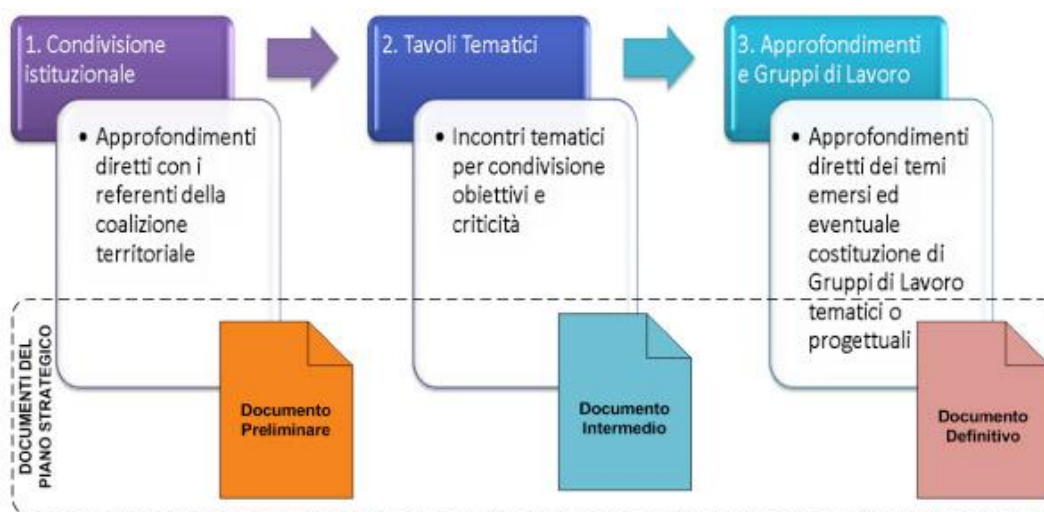 1. Condivisione
istituzionale
• Approfondimenti
diretti con i
referenti della
coalizione
territoriale
2. Tavoli Tematici
• Incontri tematici
per condivisione
obiettivi e
criticità
3. Approfondimenti
e Gruppi di Lavoro
• Approfondimenti
diretti dei temi
emersi ed
eventuale
costituzione di
Gruppi di Lavoro
tematici o
progettuali
DOCUMENTI DEL
PIANO STRATEGICO
Documento
Preliminare
Documento
Intermedio
Documento
Definitivo